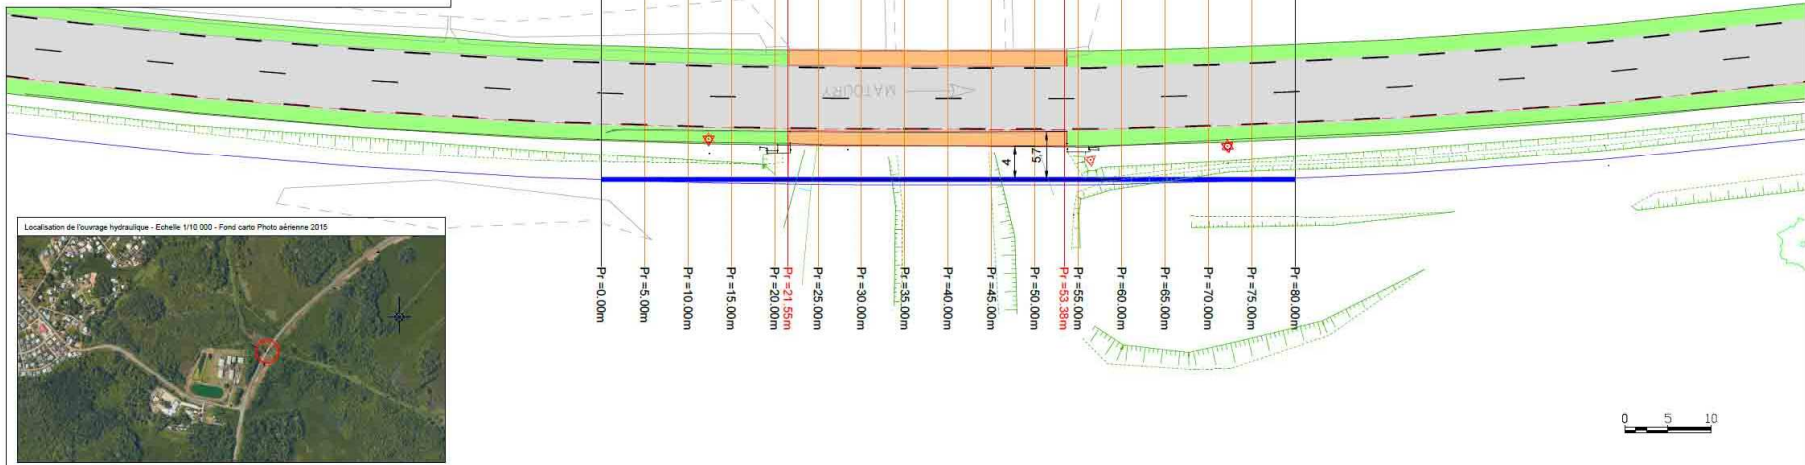 MATOURY
4
5,7
Localisation de l'ouvrage hydraulique - Echelle 1/10 000 - Fond carto Photo aérienne 2015
Pr =0.00m
Pr =5.00m
Pr =10.00m
Pr =15.00m
Pr =20.00m
Pr =21.55m
Pr =25.00m
Pr =30.00m
Pr =35.00m
Pr =40.00m
Pr =45.00m
Pr =50.00m
Pr =53.38m
Pr =55.00m
Pr =60.00m
Pr =65.00m
Pr =70.00m
Pr =75.00m
Pr =80.00m
0 5 10